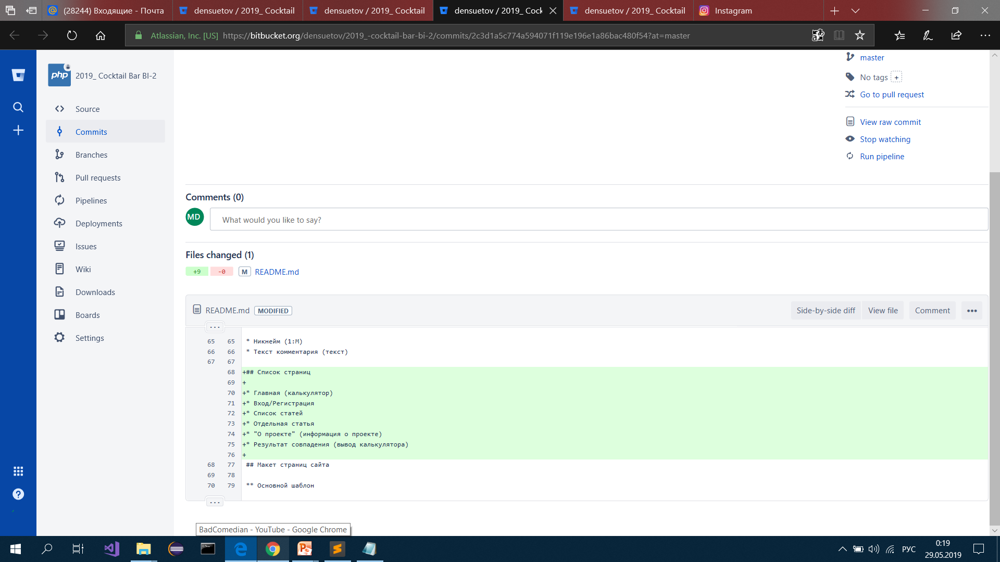 (28244) Входящие - Почта
densuetov / 2019_ Cocktail
densuetov / 2019_ Cocktail
densuetov / 2019_ Cock
densuetov / 2019_ Cocktail
Instagram
Atlassian, Inc. [US] https://bitbucket.org/densuetov/2019_-cocktail-bar-bi-2/commits/2c3d1a5c774a594071f119e196e1a86bac480f54?at=master
php
2019_ Cocktail Bar BI-2
Source
Commits
Branches
Pull requests
Pipelines
Deployments
Issues
Wiki
Downloads
Boards
Settings
master
No tags +
Go to pull request
View raw commit
Stop watching
Run pipeline
Comments (0)
MD
What would you like to say?
Files changed (1)
+9 -0 M README.md
README.md MODIFIED
Side-by-side diff View file Comment •••
...
65 65 * Никнейм (1:М)
66 66 * Текст комментария (текст)
67 67
68 +## Список страниц
69 +
70 +* Главная (калькулятор)
71 +* Вход/Регистрация
72 +* Список статей
73 +* Отдельная статья
74 +* "О проекте" (информация о проекте)
75 +* Результат совпадения (вывод калькулятора)
76 +
68 77 ## Макет страниц сайта
69 78
70 79 ** Основной шаблон
...
BadComedian - YouTube - Google Chrome
РУС
0:19
29.05.2019